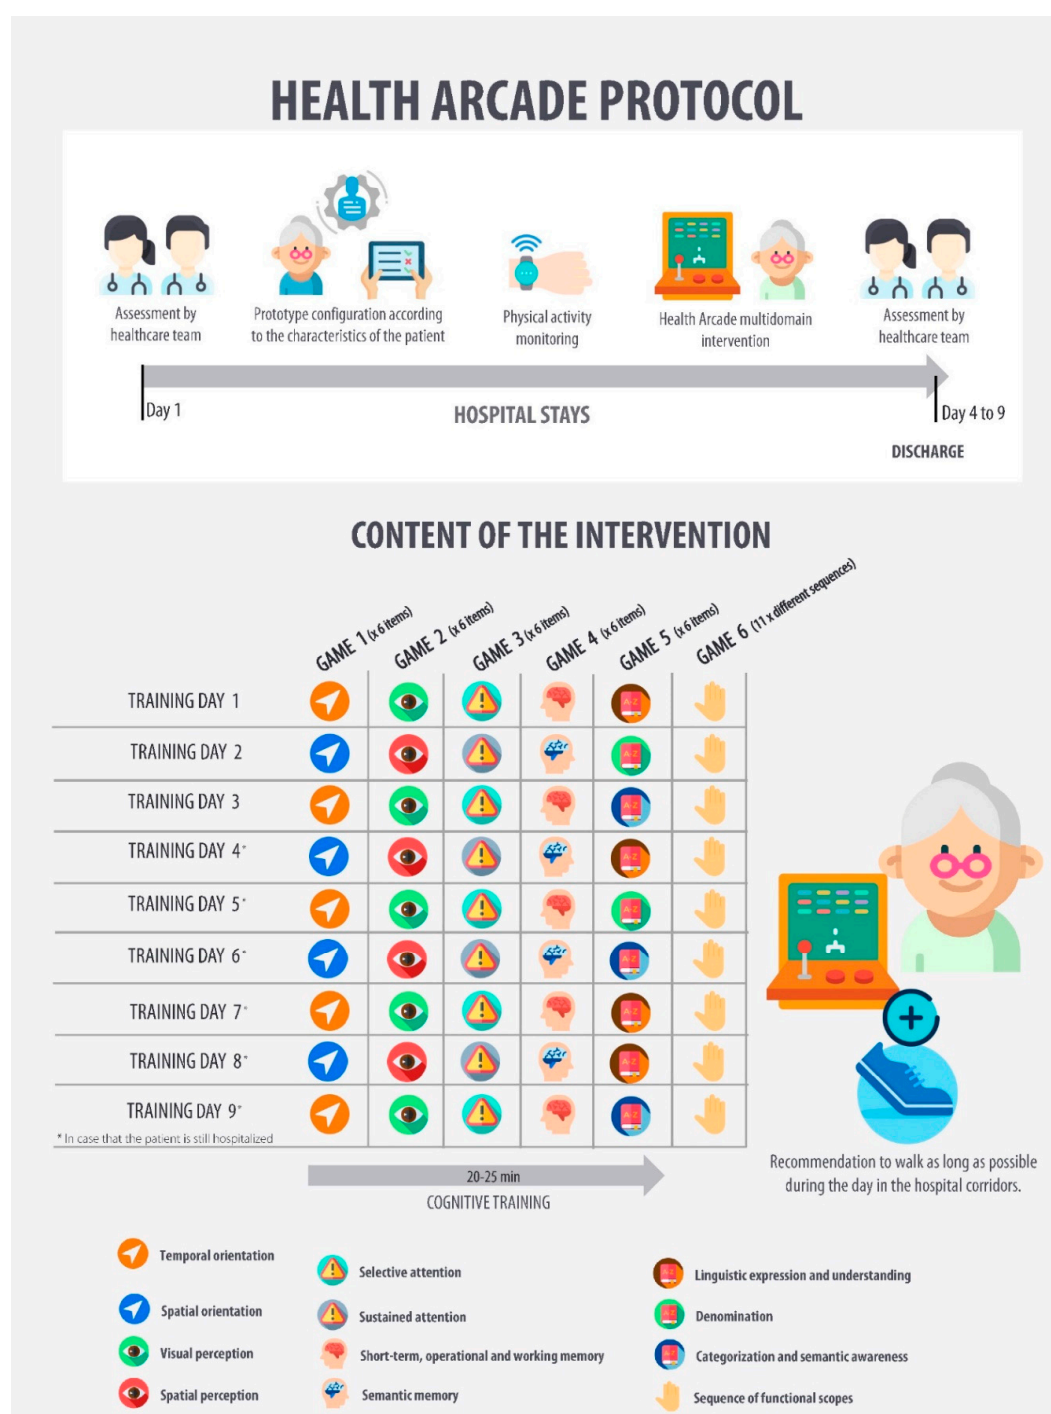 HEALTH ARCADE PROTOCOL
Assessment by
healthcare team
Prototype configuration according
to the characteristics of the patient
Physical activity
monitoring
Health Arcade multidomain
intervention
Assessment by
healthcare team
Day 1
HOSPITAL STAYS
Day 4 to 9
DISCHARGE
CONTENT OF THE INTERVENTION
GAME 1 (x 6 items)
GAME 2 (x 6 items)
GAME 3 (x 6 items)
GAME 4 (x 6 items)
GAME 5 (x 6 items)
GAME 6 (11 x different sequences)
TRAINING DAY 1
A-Z
TRAINING DAY 2
A-Z
TRAINING DAY 3
A-Z
TRAINING DAY 4*
A-Z
TRAINING DAY 5*
A-Z
TRAINING DAY 6*
A-Z
TRAINING DAY 7*
A-Z
TRAINING DAY 8*
A-Z
TRAINING DAY 9*
A-Z
* In case that the patient is still hospitalized
20-25 min
COGNITIVE TRAINING
Recommendation to walk as long as possible
during the day in the hospital corridors.
Temporal orientation
Spatial orientation
Visual perception
Spatial perception
Selective attention
Sustained attention
Short-term, operational and working memory
Semantic memory
A-Z
Linguistic expression and understanding
A-Z
Denomination
A-Z
Categorization and semantic awareness
Sequence of functional scopes